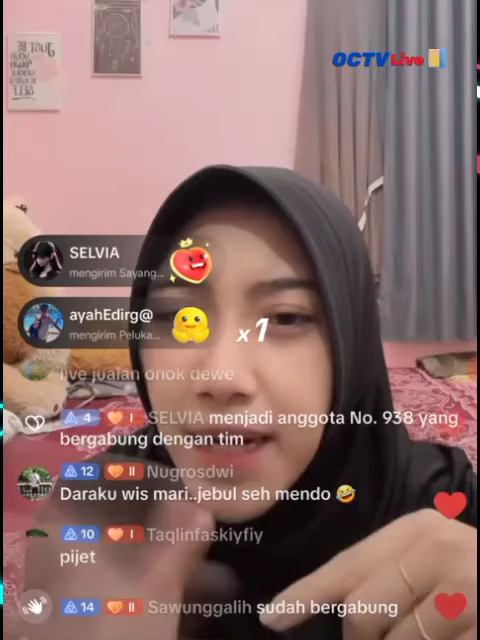 OCTV Live
SELVIA
mengirim Sayang...
ayahEdirg@
mengirim Peluka...
x1
live jualan onok dewe
4 I SELVIA menjadi anggota No. 938 yang
bergabung dengan tim
12 II Nugrosdwi
Daraku wis mari..jebul seh mendo 🤣
10 I Taqlinfaskiyfiy
pijet
14 II Sawunggalih sudah bergabung